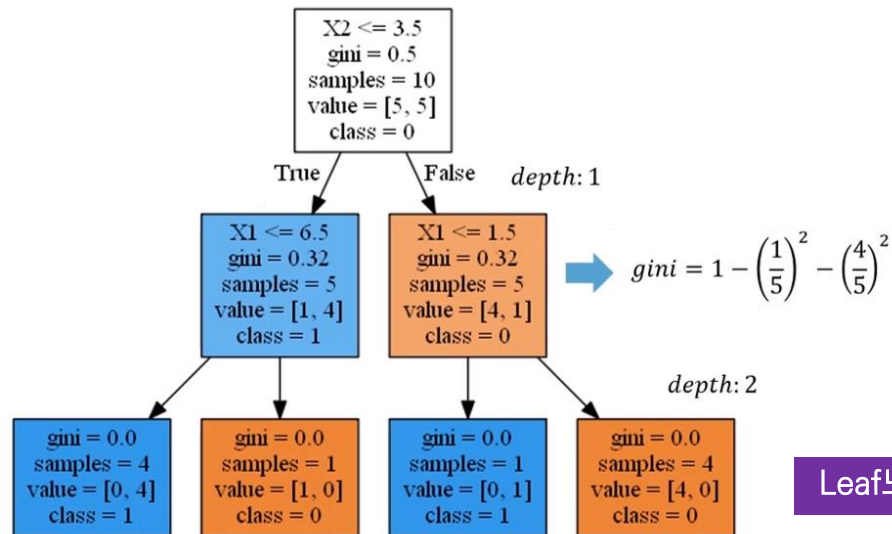 X2 <= 3.5
gini = 0.5
samples = 10
value = [5, 5]
class = 0
True
False
depth: 1
X1 <= 6.5
gini = 0.32
samples = 5
value = [1, 4]
class = 1
X1 <= 1.5
gini = 0.32
samples = 5
value = [4, 1]
class = 0
gini = 1 − (1/5)² − (4/5)²
depth: 2
gini = 0.0
samples = 4
value = [0, 4]
class = 1
gini = 0.0
samples = 1
value = [1, 0]
class = 0
gini = 0.0
samples = 1
value = [0, 1]
class = 1
gini = 0.0
samples = 4
value = [4, 0]
class = 0
Leaf